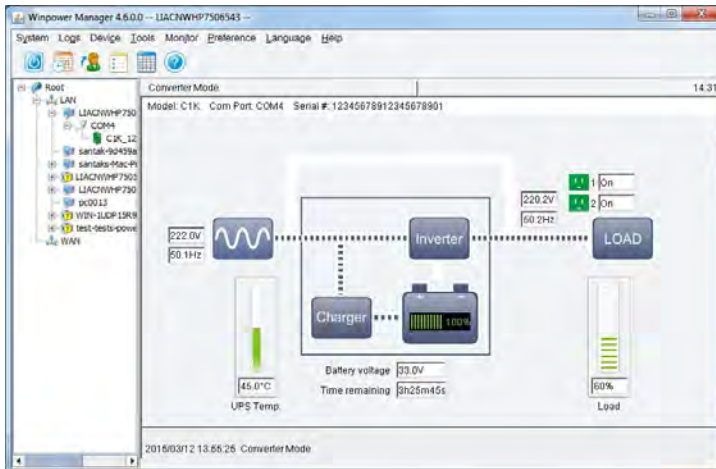 Winpower Manager 4.6.0.0 -- LIACNWHP7506543 --
System Logs Device Tools Monitor Preference Language Help
Root
LAN
LIACNWHP750
COM4
C1K_12
santak-9d459a
santaks-Mac-Pr
LIACNWHP750
LIACNWHP750
pc0013
WIN-1UDP15R9
test-tests-powe
WAN
Converter Mode
14:31
Model: C1K Com Port: COM4 Serial #: 12345678912345678901
1 On
2 On
220.2V
50.2Hz
222.0V
50.1Hz
Inverter
LOAD
Charger
100%
Battery voltage 33.0V
Time remaining 3h25m45s
45.0°C
UPS Temp.
60%
Load
2015/03/12 13:55:25 Converter Mode